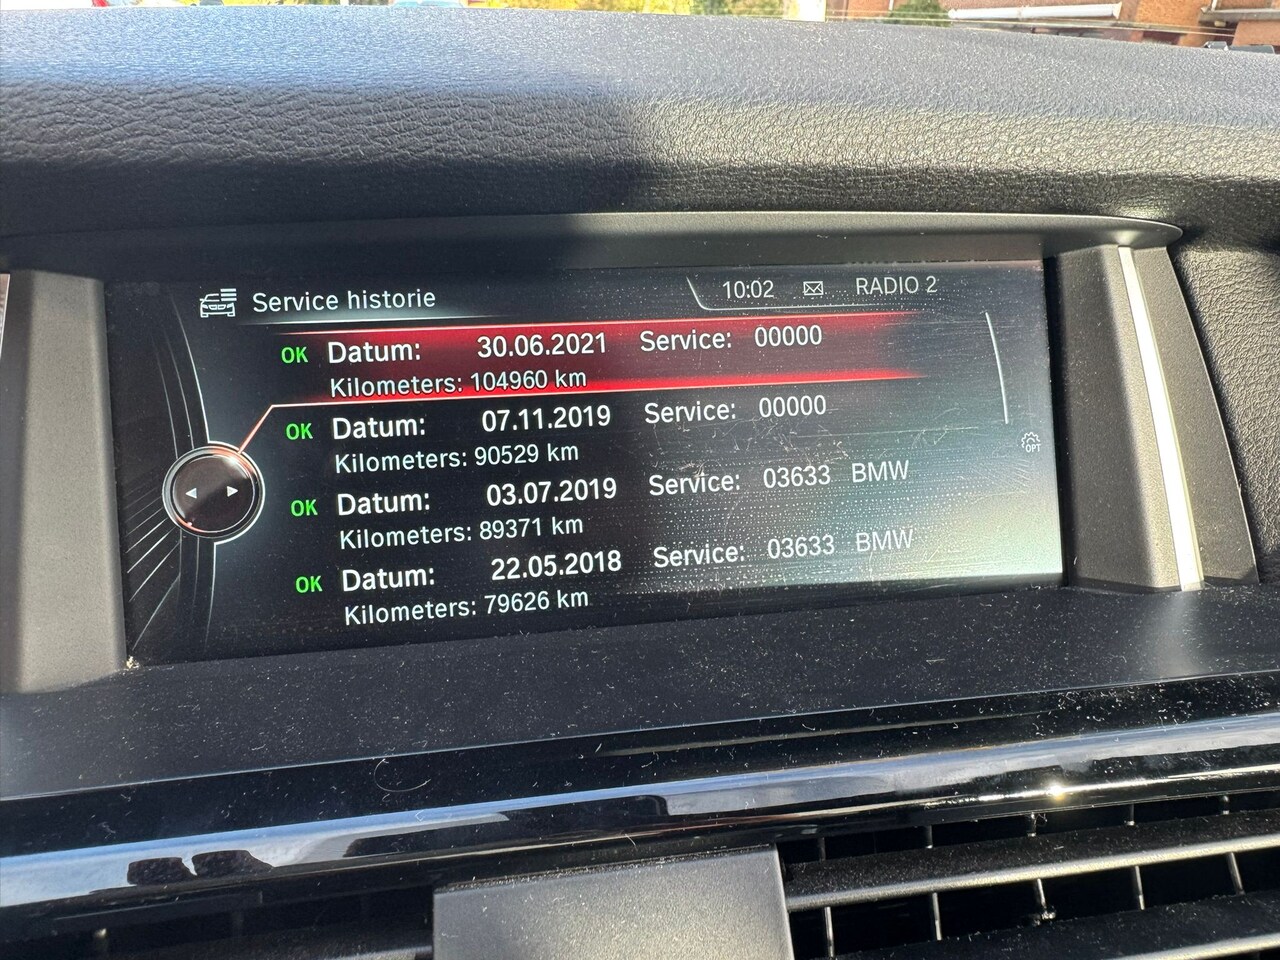 Service historie 10:02 RADIO 2
OK Datum: 30.06.2021 Service: 00000
Kilometers: 104960 km
OK Datum: 07.11.2019 Service: 00000
Kilometers: 90529 km
OPT
OK Datum: 03.07.2019 Service: 03633 BMW
Kilometers: 89371 km
OK Datum: 22.05.2018 Service: 03633 BMW
Kilometers: 79626 km